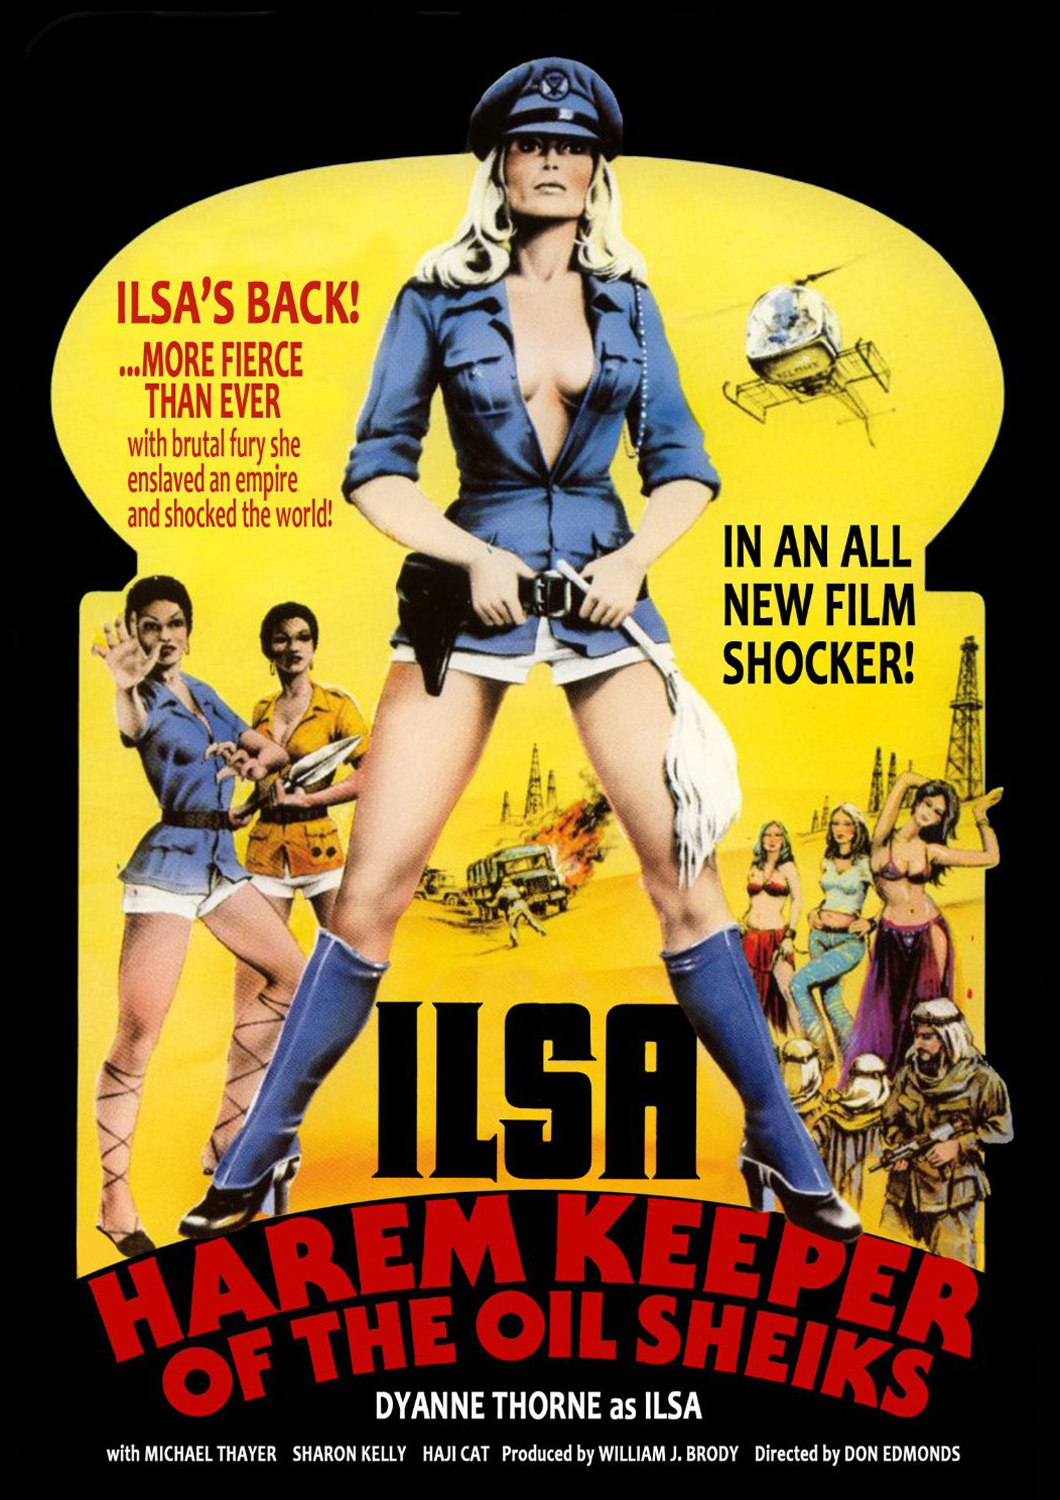 ILSA'S BACK!
...MORE FIERCE
THAN EVER
with brutal fury she
enslaved an empire
and shocked the world!
IN AN ALL
NEW FILM
SHOCKER!
ILSA
HAREM KEEPER
OF THE OIL SHEIKS
DYANNE THORNE as ILSA
with MICHAEL THAYER SHARON KELLY HAJI CAT Produced by WILLIAM J. BRODY Directed by DON EDMONDS